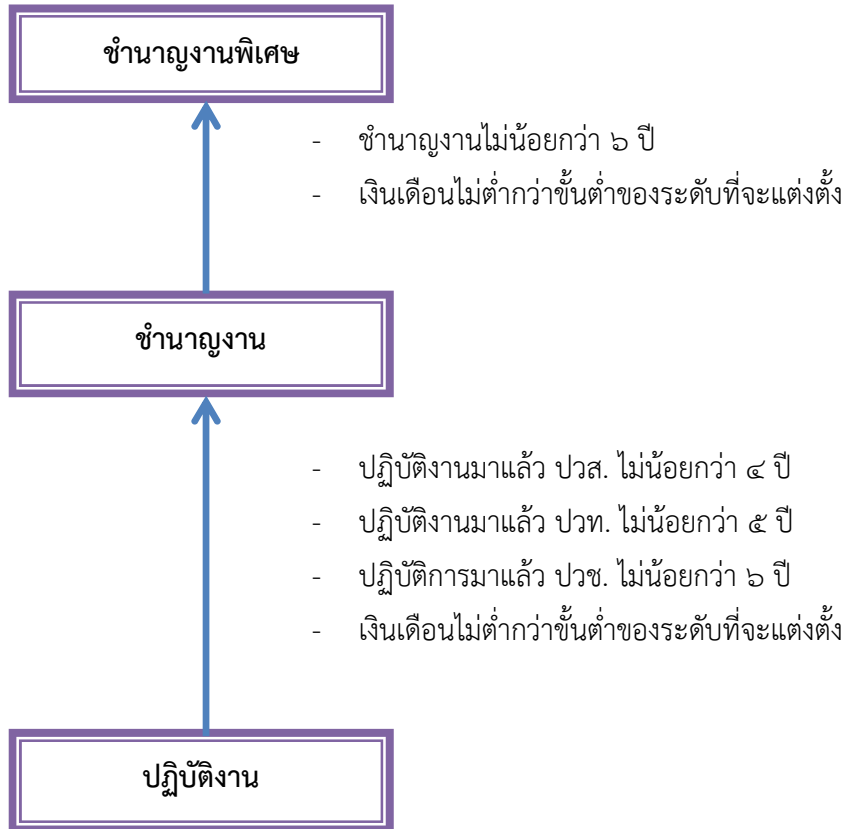 ชำนาญงานพิเศษ
- ชำนาญงานไม่น้อยกว่า ๖ ปี
- เงินเดือนไม่ต่ำกว่าขั้นต่ำของระดับที่จะแต่งตั้ง
ชำนาญงาน
- ปฏิบัติงานมาแล้ว ปวส. ไม่น้อยกว่า ๔ ปี
- ปฏิบัติงานมาแล้ว ปวท. ไม่น้อยกว่า ๕ ปี
- ปฏิบัติการมาแล้ว ปวช. ไม่น้อยกว่า ๖ ปี
- เงินเดือนไม่ต่ำกว่าขั้นต่ำของระดับที่จะแต่งตั้ง
ปฏิบัติงาน